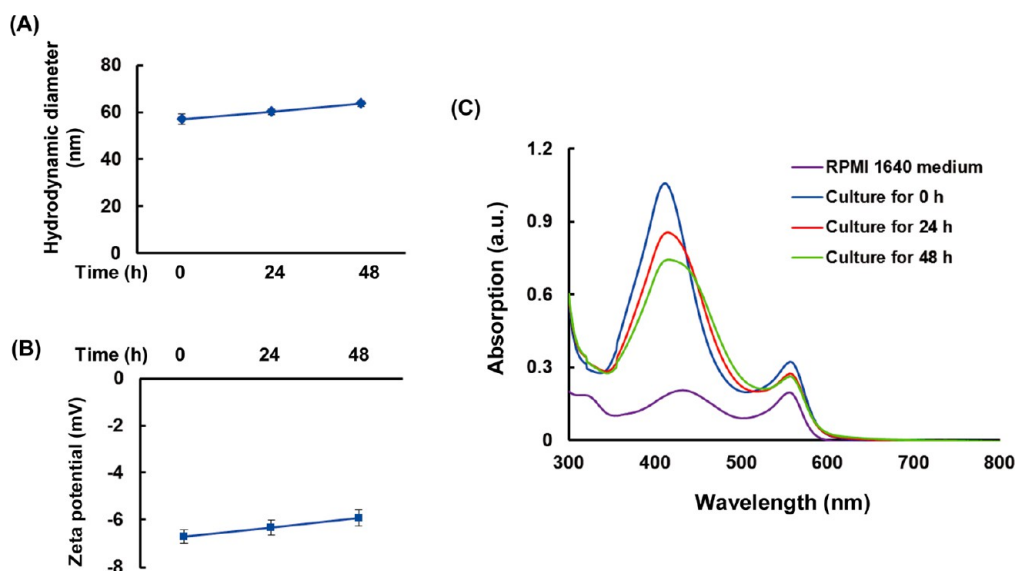 (A)
Hydrodynamic diameter
(nm)
80
60
40
20
0
Time (h) 0 24 48
(B)
Time (h) 0 24 48
Zeta potential (mV)
0
-2
-4
-6
-8
(C)
Absorption (a.u.)
1.2
0.9
0.6
0.3
0
300 400 500 600 700 800
Wavelength (nm)
RPMI 1640 medium
Culture for 0 h
Culture for 24 h
Culture for 48 h